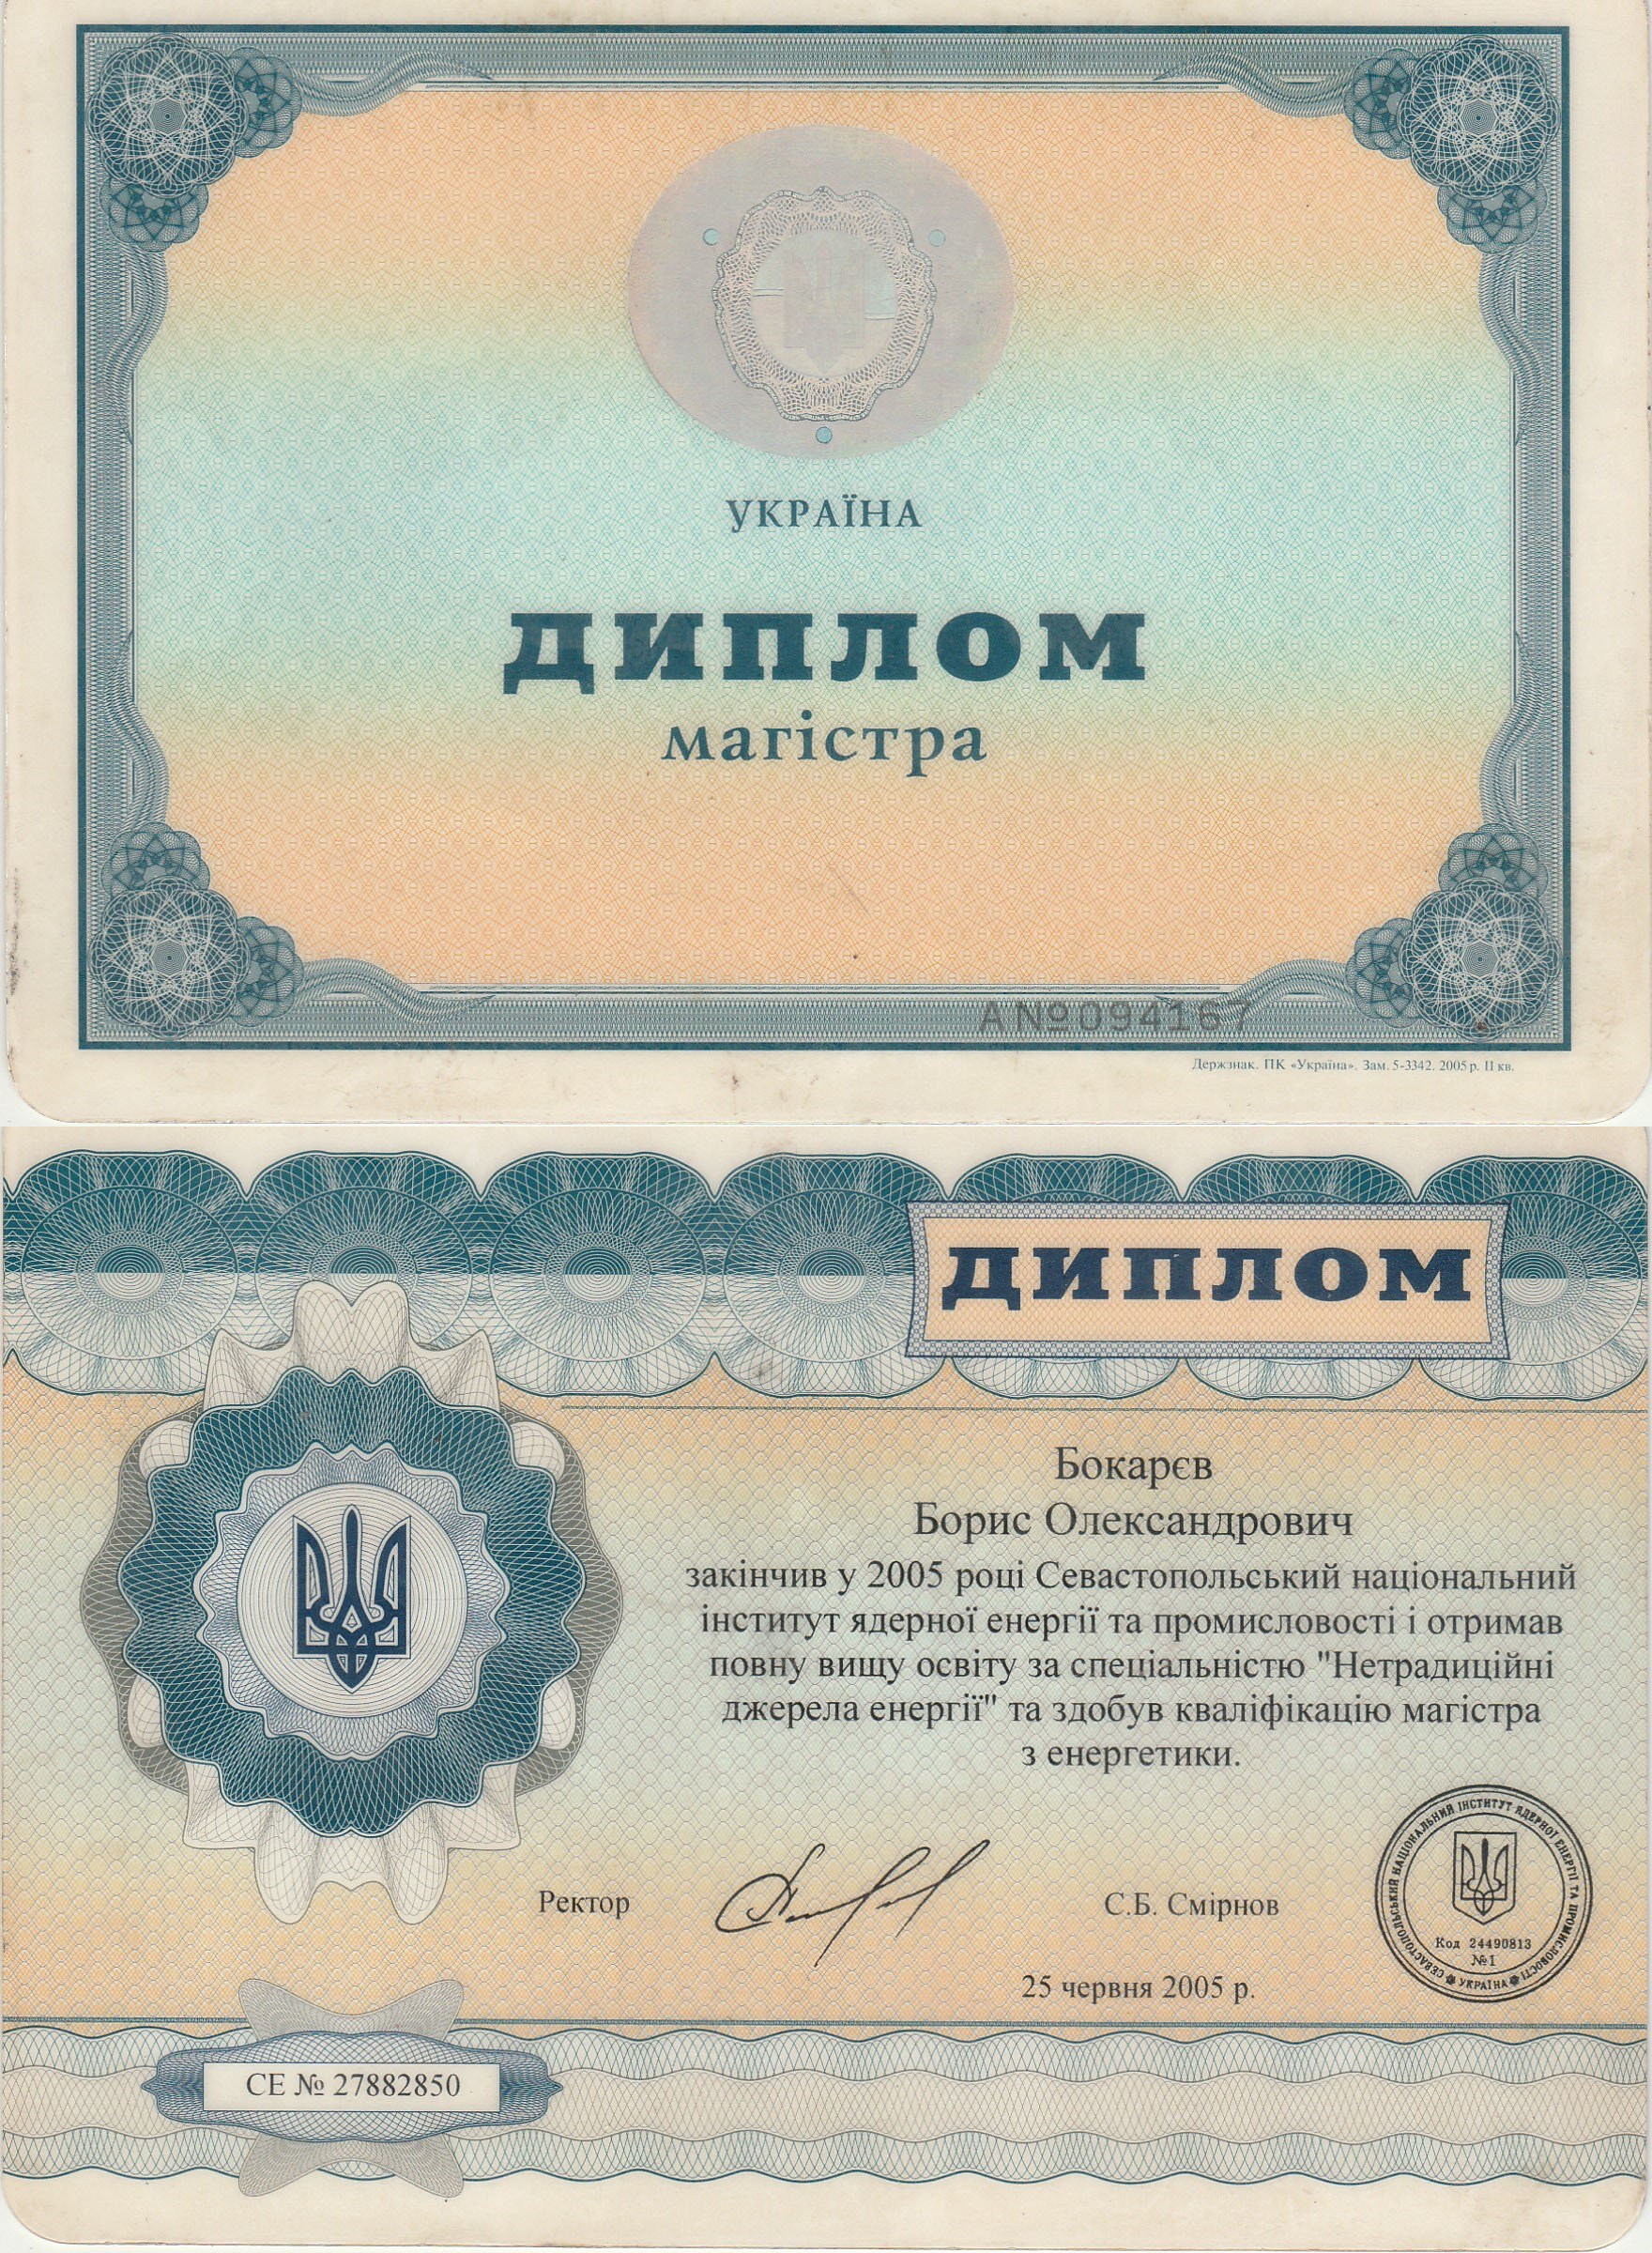 УКРАЇНА
ДИПЛОМ
магістра
А№094167
Держзнак. ПК «Україна». Зам. 5-3342. 2005 р. II кв.
ДИПЛОМ
Бокарєв
Борис Олександрович
закінчив у 2005 році Севастопольський національний
інститут ядерної енергії та промисловості і отримав
повну вищу освіту за спеціальністю "Нетрадиційні
джерела енергії" та здобув кваліфікацію магістра
з енергетики.
Ректор
С.Б. Смірнов
25 червня 2005 р.
СЕВАСТОПОЛЬСЬКИЙ НАЦІОНАЛЬНИЙ ІНСТИТУТ ЯДЕРНОЇ ЕНЕРГІЇ ТА ПРОМИСЛОВОСТІ
Код 24490813
№1
УКРАЇНА
СЕ № 27882850